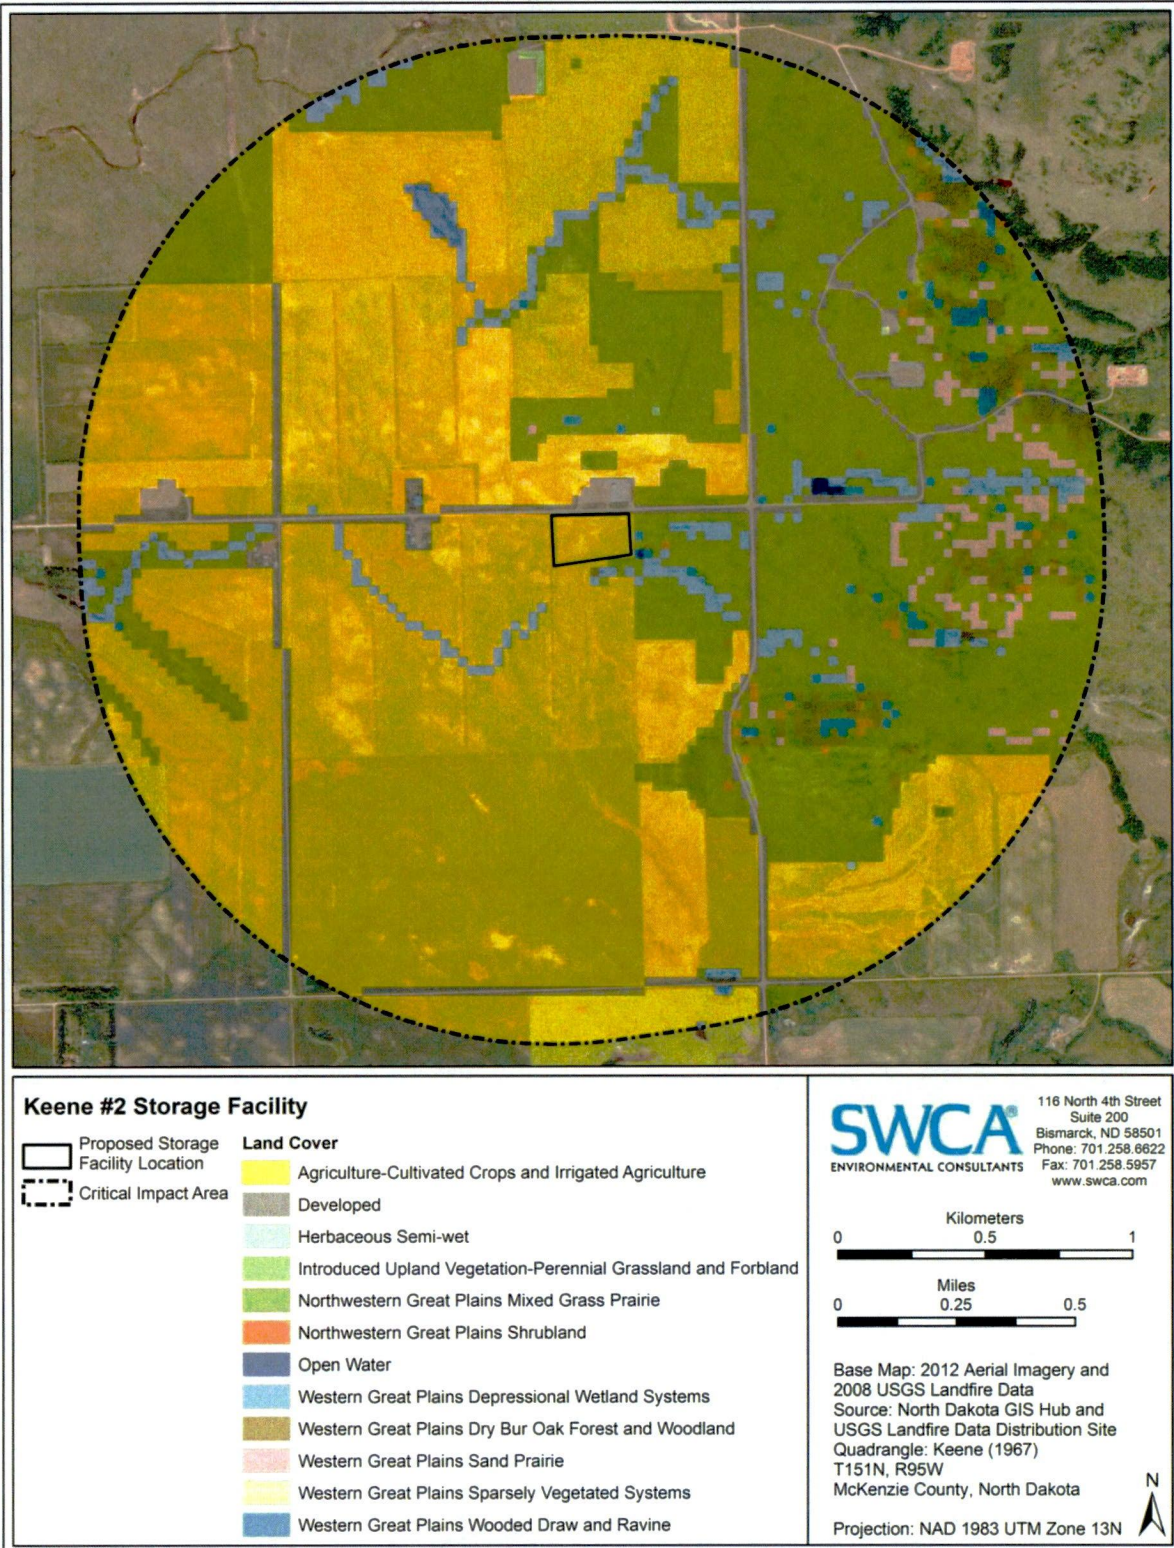 Keene #2 Storage Facility
Proposed Storage
Facility Location
Critical Impact Area
Land Cover
Agriculture-Cultivated Crops and Irrigated Agriculture
Developed
Herbaceous Semi-wet
Introduced Upland Vegetation-Perennial Grassland and Forbland
Northwestern Great Plains Mixed Grass Prairie
Northwestern Great Plains Shrubland
Open Water
Western Great Plains Depressional Wetland Systems
Western Great Plains Dry Bur Oak Forest and Woodland
Western Great Plains Sand Prairie
Western Great Plains Sparsely Vegetated Systems
Western Great Plains Wooded Draw and Ravine
SWCA®
ENVIRONMENTAL CONSULTANTS
116 North 4th Street
Suite 200
Bismarck, ND 58501
Phone: 701.258.6622
Fax: 701.258.5957
www.swca.com
Kilometers
0 0.5 1
Miles
0 0.25 0.5
Base Map: 2012 Aerial Imagery and
2008 USGS Landfire Data
Source: North Dakota GIS Hub and
USGS Landfire Data Distribution Site
Quadrangle: Keene (1967)
T151N, R95W
McKenzie County, North Dakota
Projection: NAD 1983 UTM Zone 13N
N